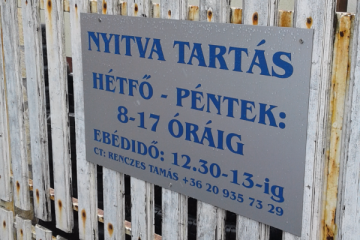 NYITVA TARTÁS
HÉTFŐ - PÉNTEK:
8-17 ÓRÁIG
EBÉDIDŐ: 12.30-13-ig
CT: RENCZES TAMÁS +36 20 935 73 29